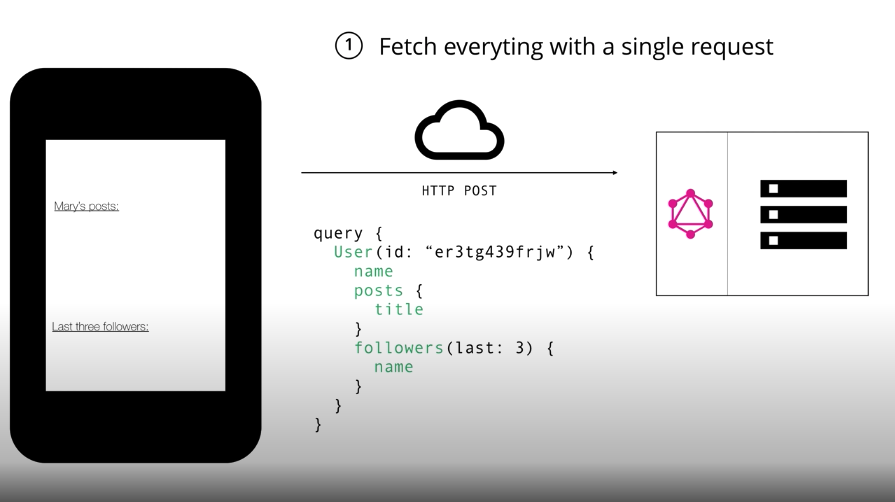 1 Fetch everyting with a single request
Mary's posts:
Last three followers:
HTTP POST
query {
  User(id: “er3tg439frjw”) {
    name
    posts {
      title
    }
    followers(last: 3) {
      name
    }
  }
}